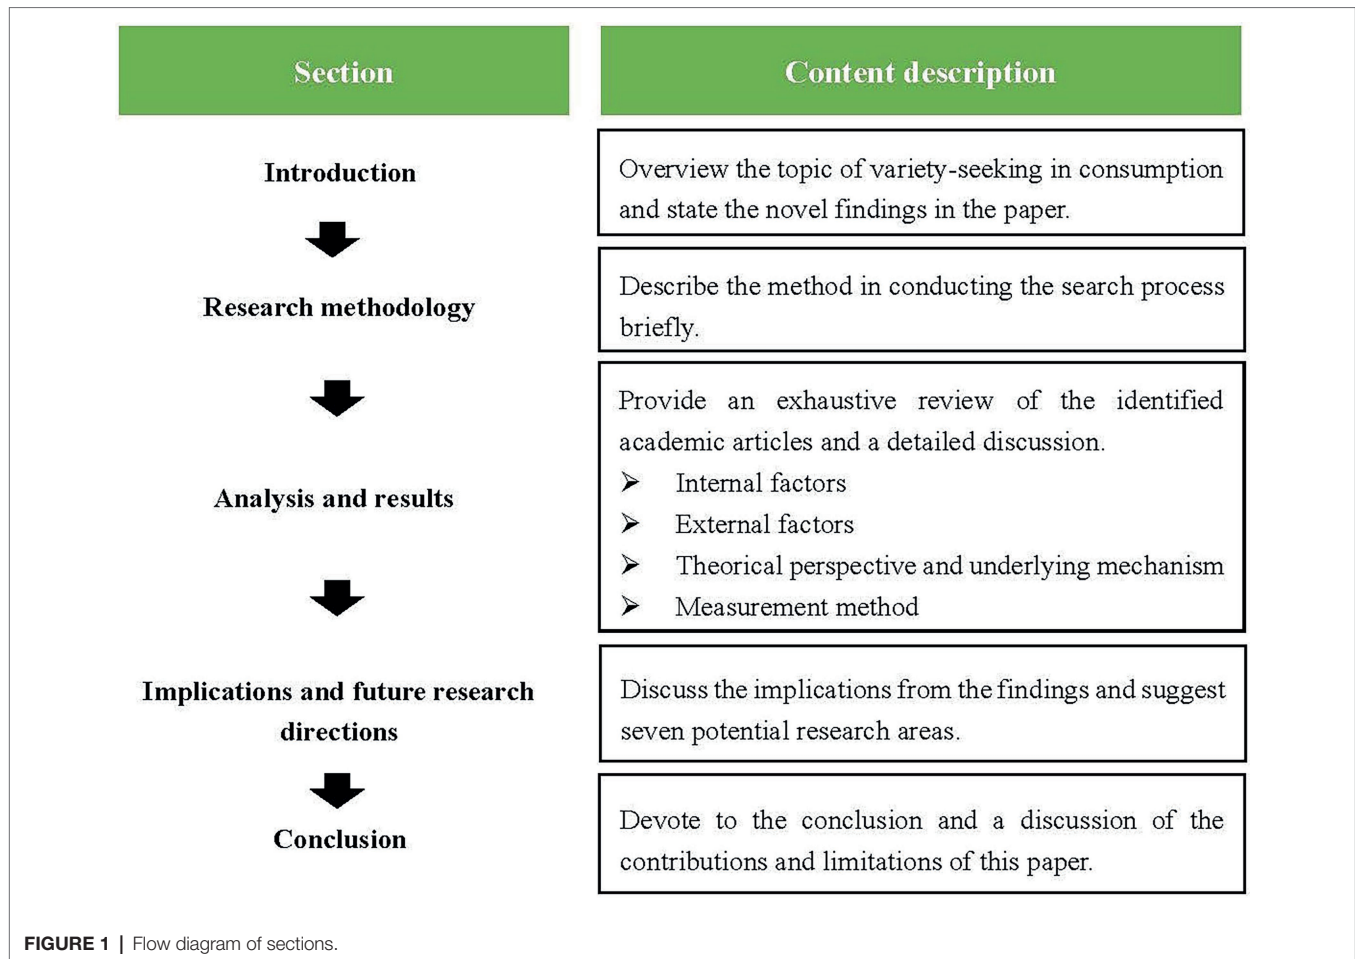 Section
Content description
Introduction
Overview the topic of variety-seeking in consumption
and state the novel findings in the paper.
Research methodology
Describe the method in conducting the search process
briefly.
Analysis and results
Provide an exhaustive review of the identified
academic articles and a detailed discussion.
➢ Internal factors
➢ External factors
➢ Theorical perspective and underlying mechanism
➢ Measurement method
Implications and future research
directions
Discuss the implications from the findings and suggest
seven potential research areas.
Conclusion
Devote to the conclusion and a discussion of the
contributions and limitations of this paper.
FIGURE 1 | Flow diagram of sections.